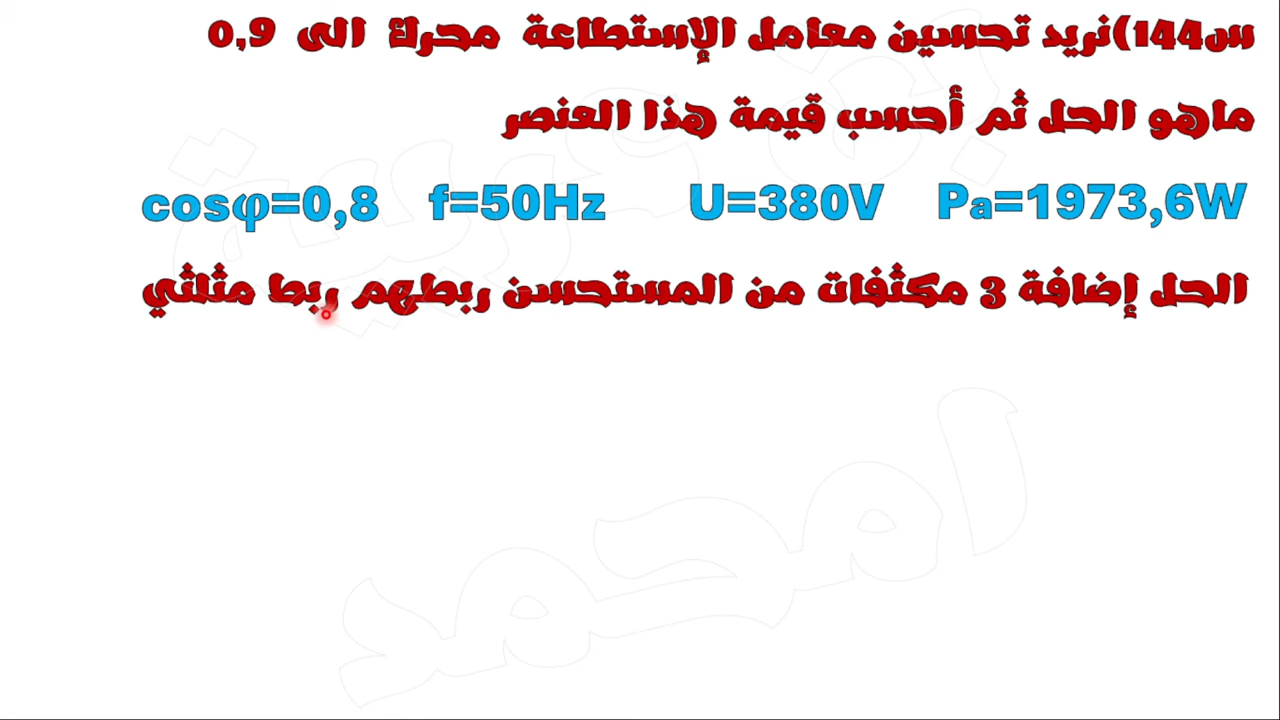 س144)نريد تحسين معامل الإستطاعة محرك الى 0,9
ماهو الحل ثم أحسب قيمة هذا العنصر
cosφ=0,8 f=50Hz U=380V Pa=1973,6W
الحل إضافة 3 مكثفات من المستحسن ربطهم ربط مثلثي
امحمد